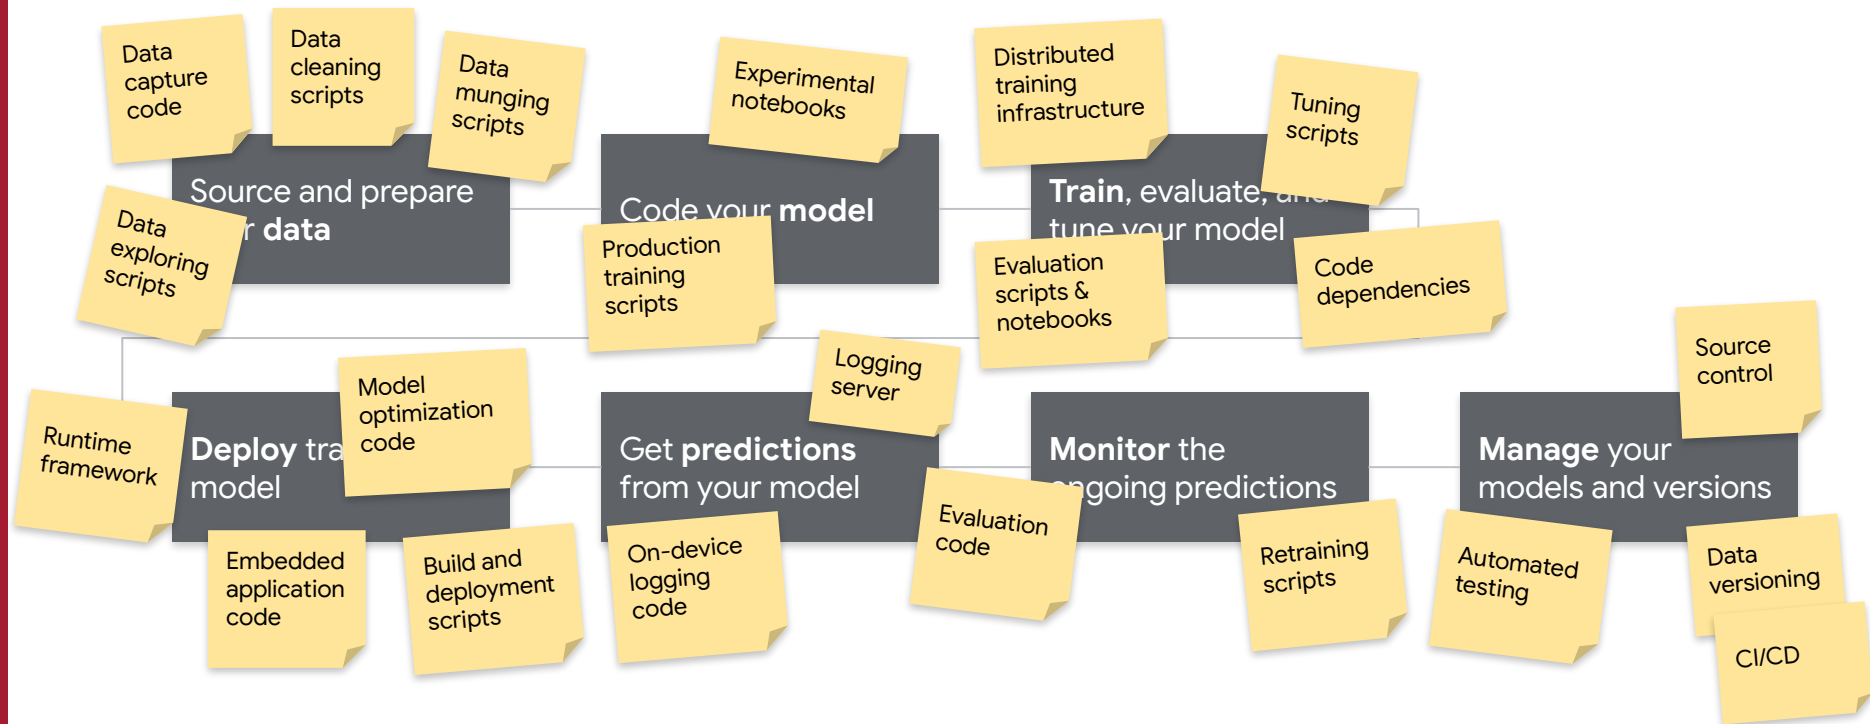 Data
capture
code
Data
cleaning
scripts
Data
munging
scripts
Experimental
notebooks
Distributed
training
infrastructure
Tuning
scripts
Source and prepare
data
Data
exploring
scripts
Code your model
Production
training
scripts
Train, evaluate, and
tune your model
Evaluation
scripts &
notebooks
Code
dependencies
Source
control
Runtime
framework
Deploy
model
Model
optimization
code
Embedded
application
code
Build and
deployment
scripts
Logging
server
Get predictions
from your model
On-device
logging
code
Evaluation
code
Monitor the
ongoing predictions
Retraining
scripts
Manage your
models and versions
Automated
testing
Data
versioning
CI/CD